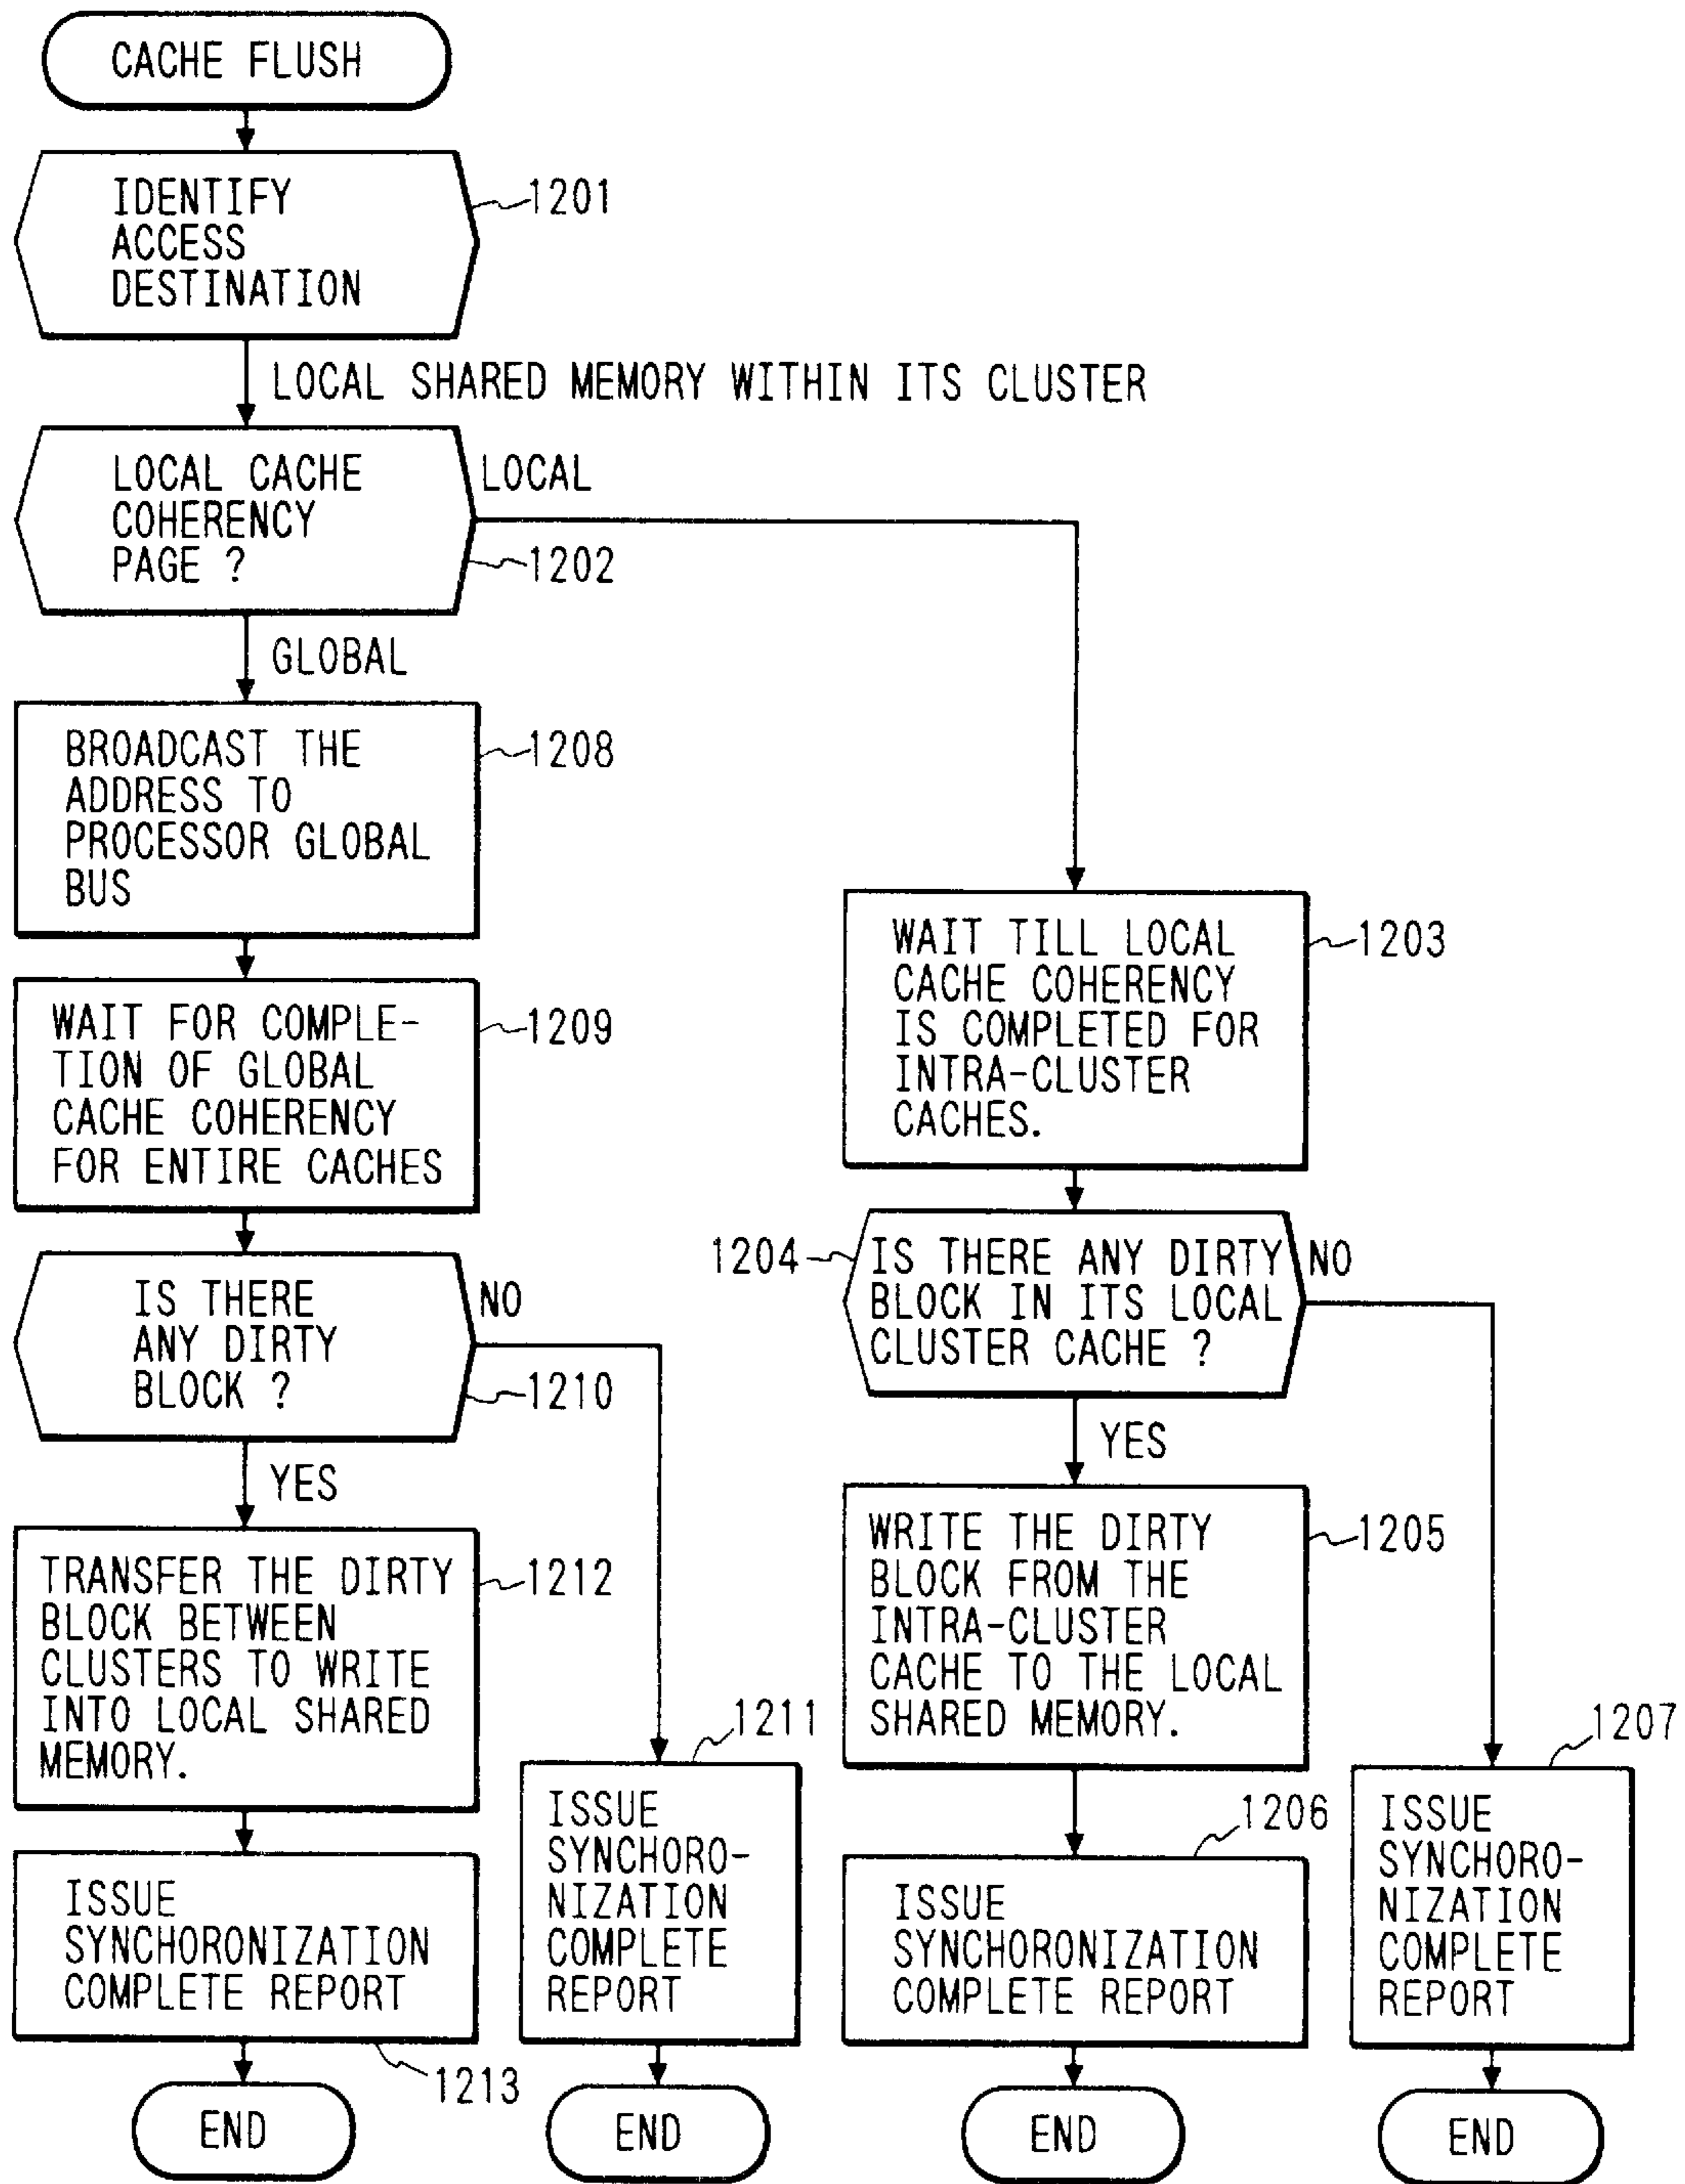 CACHE FLUSH
IDENTIFY
ACCESS
DESTINATION
1201
LOCAL SHARED MEMORY WITHIN ITS CLUSTER
LOCAL CACHE
COHERENCY
PAGE ?
LOCAL
1202
GLOBAL
BROADCAST THE
ADDRESS TO
PROCESSOR GLOBAL
BUS
1208
WAIT FOR COMPLE-
TION OF GLOBAL
CACHE COHERENCY
FOR ENTIRE CACHES
1209
IS THERE
ANY DIRTY
BLOCK ?
NO
1210
YES
TRANSFER THE DIRTY
BLOCK BETWEEN
CLUSTERS TO WRITE
INTO LOCAL SHARED
MEMORY.
1212
ISSUE
SYNCHORONIZATION
COMPLETE REPORT
1213
END
1211
ISSUE
SYNCHORO-
NIZATION
COMPLETE
REPORT
END
WAIT TILL LOCAL
CACHE COHERENCY
IS COMPLETED FOR
INTRA-CLUSTER
CACHES.
1203
1204
IS THERE ANY DIRTY
BLOCK IN ITS LOCAL
CLUSTER CACHE ?
NO
YES
WRITE THE DIRTY
BLOCK FROM THE
INTRA-CLUSTER
CACHE TO THE LOCAL
SHARED MEMORY.
1205
1206
ISSUE
SYNCHORONIZATION
COMPLETE REPORT
END
1207
ISSUE
SYNCHORO-
NIZATION
COMPLETE
REPORT
END